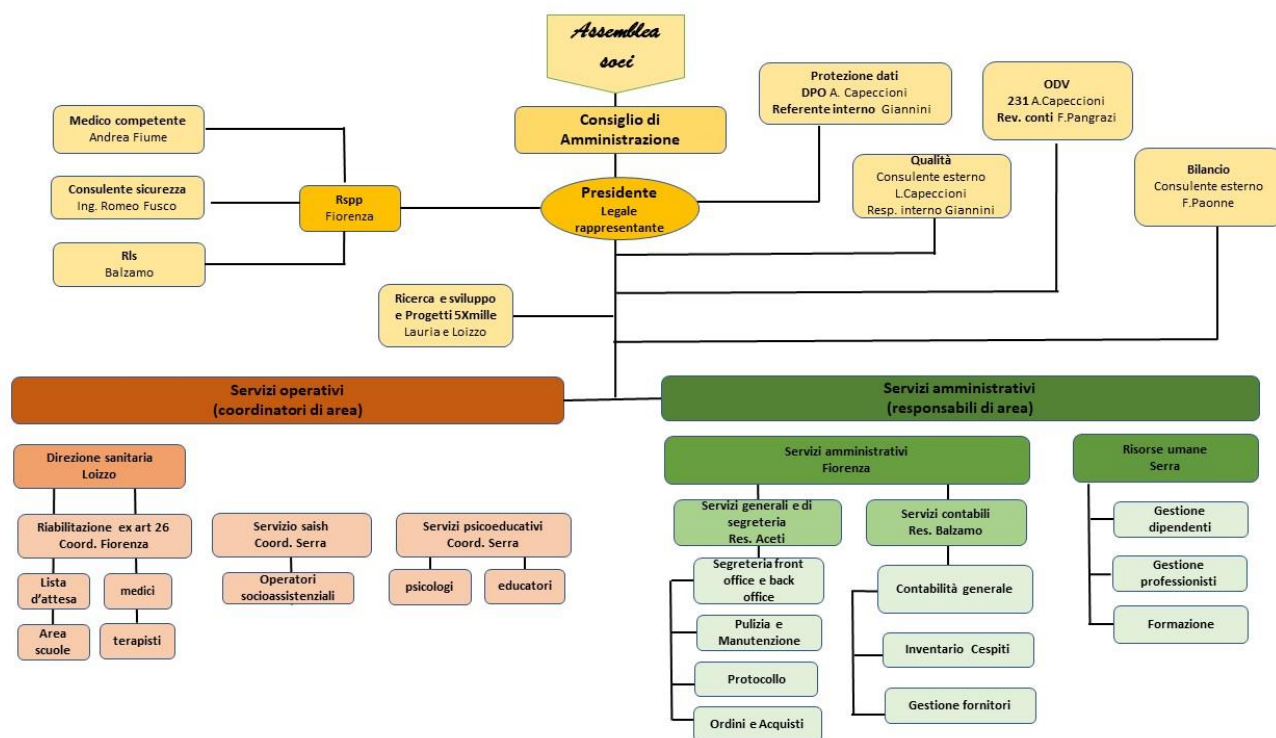 Assemblea
soci
Consiglio di
Amministrazione
Presidente
Legale
rappresentante
Protezione dati
DPO A. Capeccioni
Referente interno Giannini
ODV
231 A.Capeccioni
Rev. conti F.Pangrazi
Qualità
Consulente esterno
L.Capeccioni
Resp. interno Giannini
Bilancio
Consulente esterno
F.Paonne
Medico competente
Andrea Fiume
Consulente sicurezza
Ing. Romeo Fusco
Rls
Balzamo
Rspp
Fiorenza
Ricerca e sviluppo
e Progetti 5Xmille
Lauria e Loizzo
Servizi operativi
(coordinatori di area)
Servizi amministrativi
(responsabili di area)
Direzione sanitaria
Loizzo
Riabilitazione ex art 26
Coord. Fiorenza
Lista
d'attesa
medici
Area
scuole
terapisti
Servizio saish
Coord. Serra
Operatori
socioassistenziali
Servizi psicoeducativi
Coord. Serra
psicologi
educatori
Servizi amministrativi
Fiorenza
Servizi generali e di
segreteria
Res. Aceti
Segreteria front
office e back
office
Pulizia e
Manutenzione
Protocollo
Ordini e Acquisti
Servizi contabili
Res. Balzamo
Contabilità generale
Inventario Cespiti
Gestione fornitori
Risorse umane
Serra
Gestione
dipendenti
Gestione
professionisti
Formazione